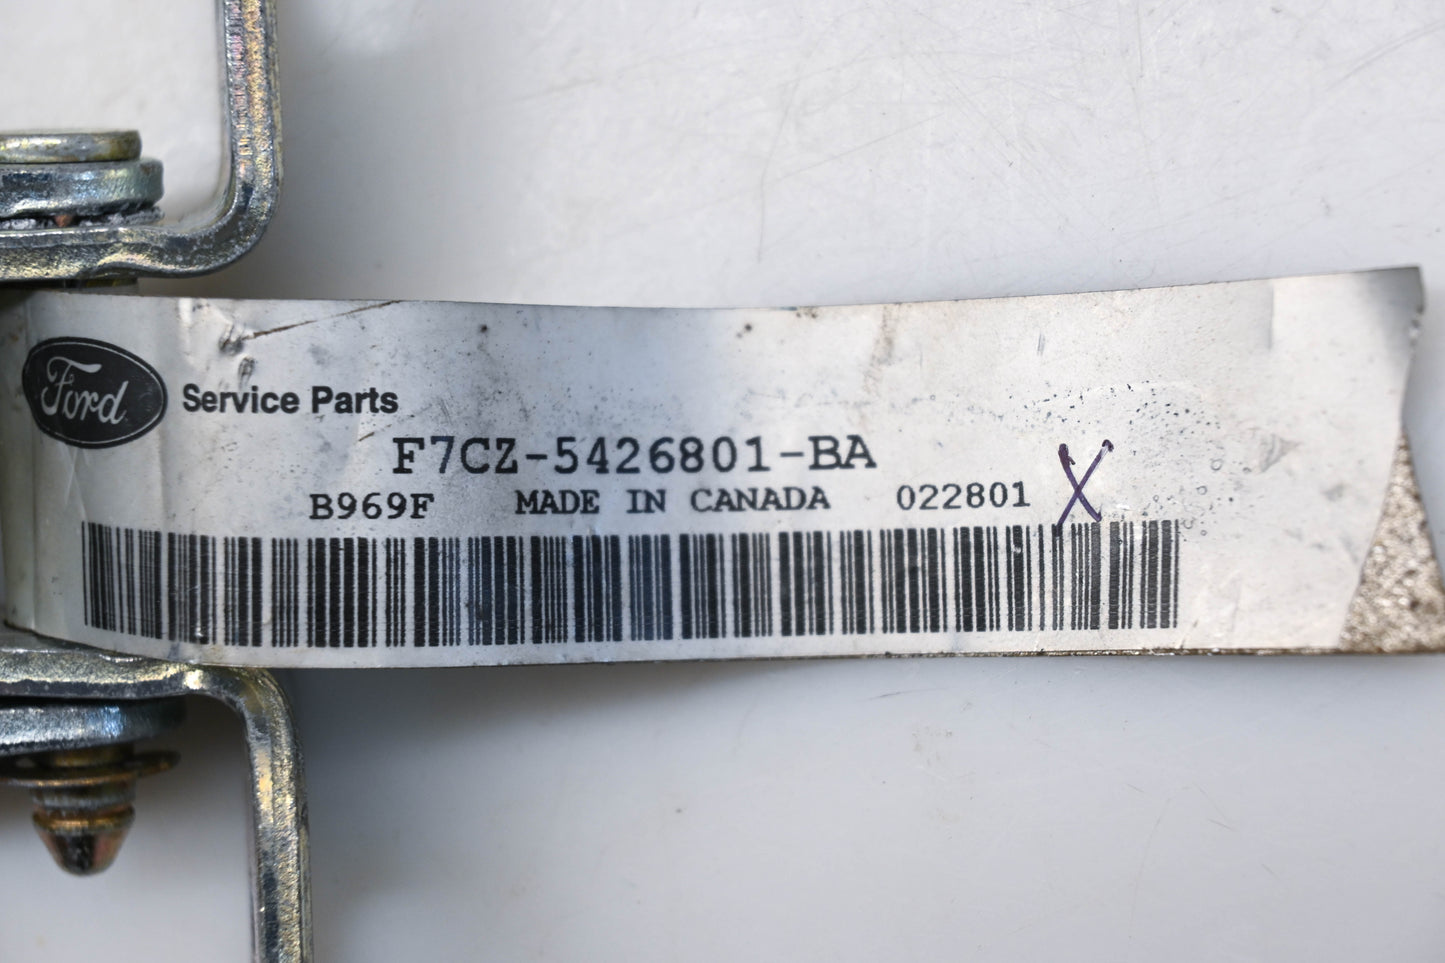 Ford Service Parts
F7CZ-5426801-BA
B969F MADE IN CANADA 022801 X